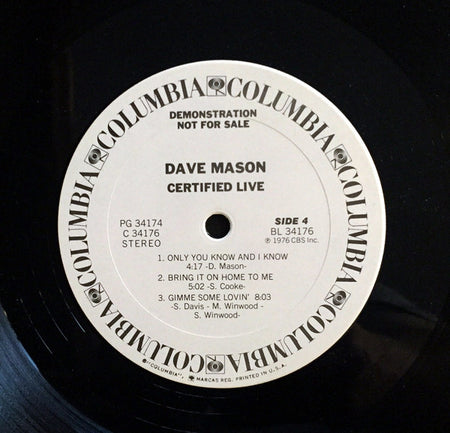 COLUMBIA COLUMBIA COLUMBIA COLUMBIA COLUMBIA COLUMBIA COLUMBIA
DEMONSTRATION
NOT FOR SALE
DAVE MASON
CERTIFIED LIVE
PG 34174
C 34176
STEREO
SIDE 4
BL 34176
℗ 1976 CBS Inc.
1. ONLY YOU KNOW AND I KNOW
4:17 -D. Mason-
2. BRING IT ON HOME TO ME
5:02 -S. Cooke-
3. GIMME SOME LOVIN' 8:03
-S. Davis - M. Winwood -
S. Winwood-
® "COLUMBIA", MARCAS REG. PRINTED IN U.S.A.